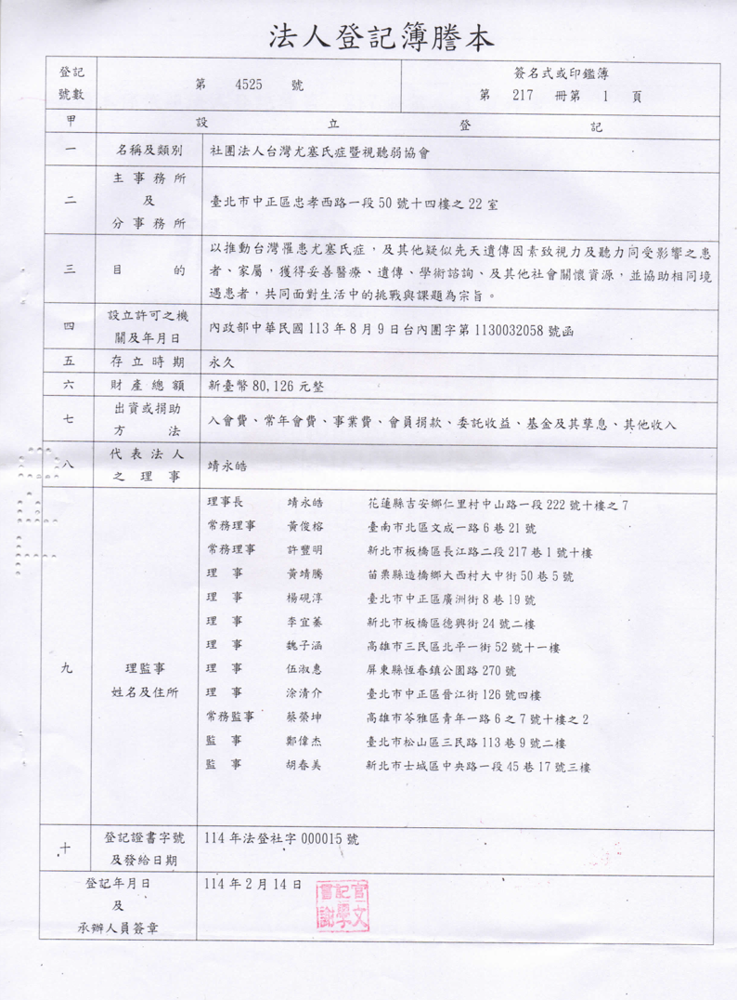 法人登記簿謄本
登記號數
第 4525 號
簽名式或印鑑簿
第 217 冊第 1 頁
甲 設立登記
一 名稱及類別 社團法人台灣尤塞氏症暨視聽弱協會
二 主事務所及分事務所 臺北市中正區忠孝西路一段50號十四樓之22室
三 目的 以推動台灣罹患尤塞氏症，及其他疑似先天遺傳因素致視力及聽力同受影響之患
者、家屬，獲得妥善醫療、遺傳、學術諮詢、及其他社會關懷資源，並協助相同境
遇患者，共同面對生活中的挑戰與課題為宗旨。
四 設立許可之機關及年月日 內政部中華民國113年8月9日台內團字第1130032058號函
五 存立時期 永久
六 財產總額 新臺幣80,126元整
七 出資或捐助方法 入會費、常年會費、事業費、會員捐款、委託收益、基金及其孳息、其他收入
八 代表法人之理事 靖永皓
九 理監事姓名及住所
理事長 靖永皓 花蓮縣吉安鄉仁里村中山路一段222號十樓之7
常務理事 黃俊榕 臺南市北區文成一路6巷21號
常務理事 許豐明 新北市板橋區長江路二段217巷1號十樓
理事 黃靖騰 苗栗縣造橋鄉大西村大中街50巷5號
理事 楊硯淳 臺北市中正區廣洲街8巷19號
理事 李宜蓁 新北市板橋區德興街24號二樓
理事 魏子涵 高雄市三民區北平一街52號十一樓
理事 伍淑惠 屏東縣恆春鎮公園路270號
理事 涂清介 臺北市中正區晉江街126號四樓
常務監事 蔡榮坤 高雄市苓雅區青年一路6之7號十樓之2
監事 鄭偉杰 臺北市松山區三民路113巷9號二樓
監事 胡春美 新北市土城區中央路一段45巷17號三樓
十 登記證書字號及發給日期 114年法登社字000015號
登記年月日及承辦人員簽章 114年2月14日